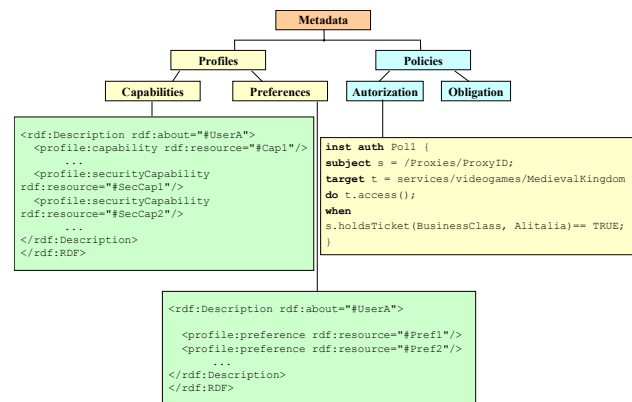 Metadata
Profiles
Policies
Capabilities
Preferences
Autorization
Obligation
<rdf:Description rdf:about="#UserA">
<profile:capability rdf:resource="#Cap1"/>
...
<profile:securityCapability
rdf:resource="#SecCap1"/>
<profile:securityCapability
rdf:resource="#SecCap2"/>
...
</rdf:Description>
</rdf:RDF>
inst auth Pol1 {
subject s = /Proxies/ProxyID;
target t = services/videogames/MedievalKingdom
do t.access();
when
s.holdsTicket(BusinessClass, Alitalia)== TRUE;
}
<rdf:Description rdf:about="#UserA">
<profile:preference rdf:resource="#Pref1"/>
<profile:preference rdf:resource="#Pref2"/>
...
</rdf:Description>
</rdf:RDF>